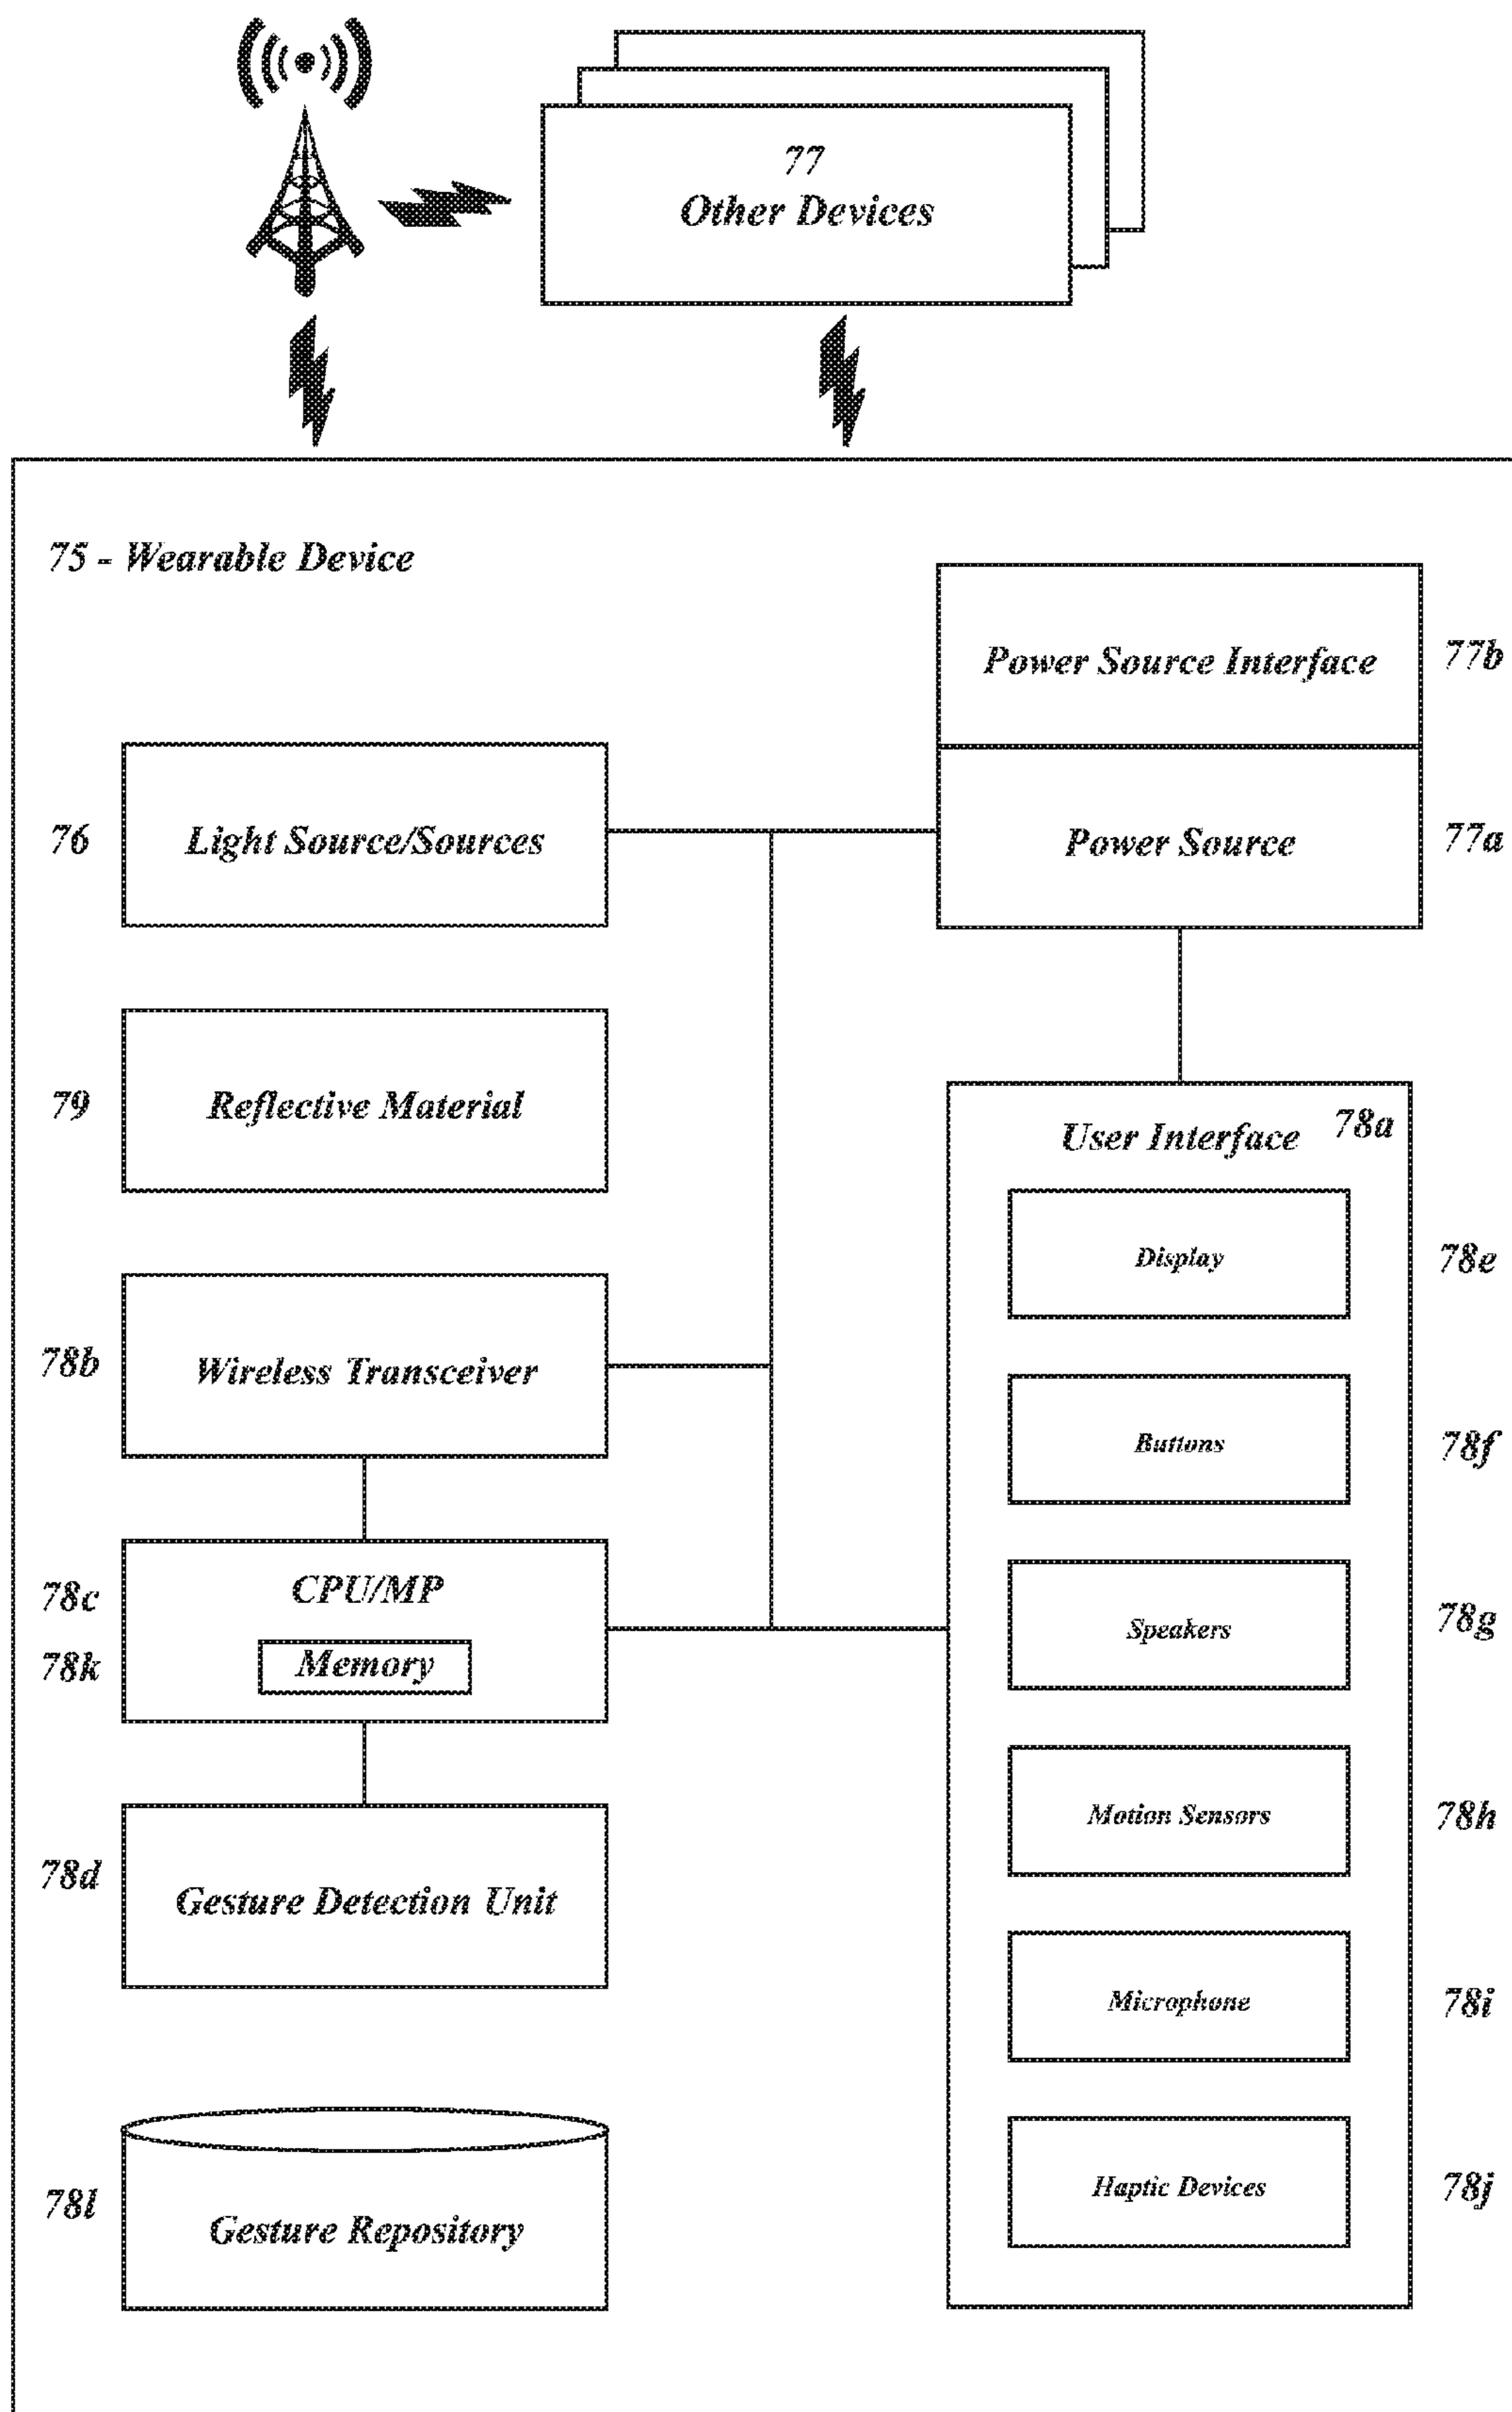 77
Other Devices
75 - Wearable Device
Power Source Interface
77b
76
Light Source/Sources
Power Source
77a
79
Reflective Material
User Interface
78a
Display
78e
78b
Wireless Transceiver
Buttons
78f
78c
CPU/MP
78k
Memory
Speakers
78g
Motion Sensors
78h
78d
Gesture Detection Unit
Microphone
78i
78l
Gesture Repository
Haptic Devices
78j